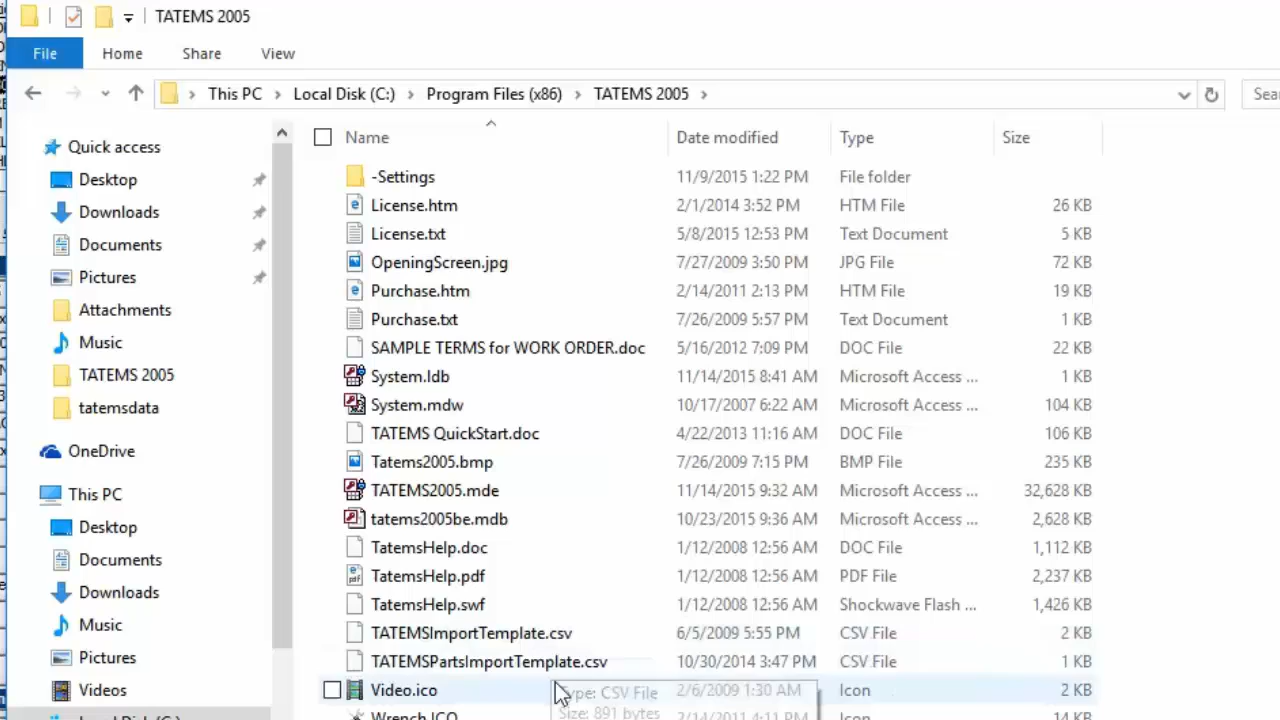 TATEMS 2005
File Home Share View
This PC Local Disk (C:) Program Files (x86) TATEMS 2005 Sea
Quick access
Desktop
Downloads
Documents
Pictures
Attachments
Music
TATEMS 2005
tatemsdata
OneDrive
This PC
Desktop
Documents
Downloads
Music
Pictures
Videos
Name Date modified Type Size
-Settings 11/9/2015 1:22 PM File folder
License.htm 2/1/2014 3:52 PM HTM File 26 KB
License.txt 5/8/2015 12:53 PM Text Document 5 KB
OpeningScreen.jpg 7/27/2009 3:50 PM JPG File 72 KB
Purchase.htm 2/14/2011 2:13 PM HTM File 19 KB
Purchase.txt 7/26/2009 5:57 PM Text Document 1 KB
SAMPLE TERMS for WORK ORDER.doc 5/16/2012 7:09 PM DOC File 22 KB
System.ldb 11/14/2015 8:41 AM Microsoft Access ... 1 KB
System.mdw 10/17/2007 6:22 AM Microsoft Access ... 104 KB
TATEMS QuickStart.doc 4/22/2013 11:16 AM DOC File 106 KB
Tatems2005.bmp 7/26/2009 7:15 PM BMP File 235 KB
TATEMS2005.mde 11/14/2015 9:32 AM Microsoft Access ... 32,628 KB
tatems2005be.mdb 10/23/2015 9:36 AM Microsoft Access ... 2,628 KB
TatemsHelp.doc 1/12/2008 12:56 AM DOC File 1,112 KB
TatemsHelp.pdf 1/12/2008 12:56 AM PDF File 2,237 KB
TatemsHelp.swf 1/12/2008 12:56 AM Shockwave Flash ... 1,426 KB
TATEMSImportTemplate.csv 6/5/2009 5:55 PM CSV File 2 KB
TATEMSPartsImportTemplate.csv 10/30/2014 3:47 PM CSV File 2 KB
Video.ico 2/6/2009 1:30 AM Icon 2 KB
Type: CSV File
Size: 891 bytes
Wrench.ICO 2/14/2011 4:11 PM Icon 14 KB